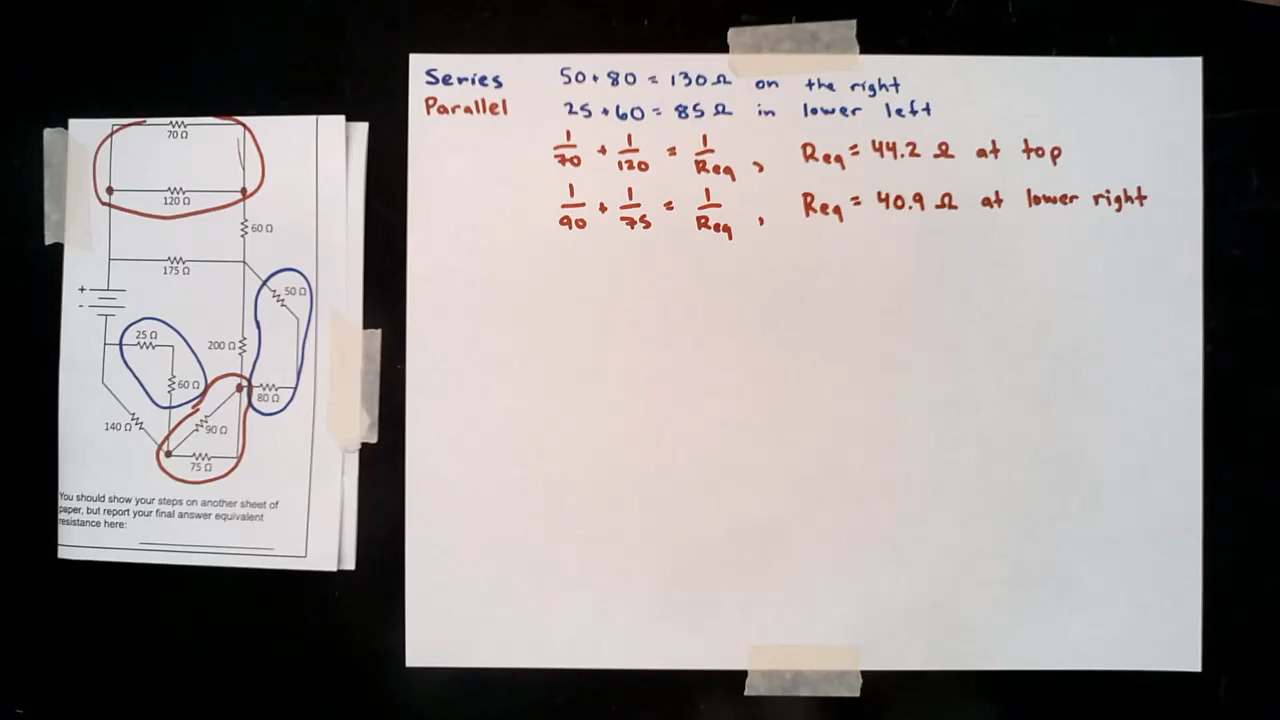 70 Ω
120 Ω
60 Ω
175 Ω
+
-
50 Ω
25 Ω
200 Ω
60 Ω
80 Ω
140 Ω
90 Ω
75 Ω
You should show your steps on another sheet of
paper, but report your final answer equivalent
resistance here:
Series 50 + 80 = 130 Ω on the right
Parallel 25 + 60 = 85 Ω in lower left
1/70 + 1/120 = 1/Req , Req = 44.2 Ω at top
1/90 + 1/75 = 1/Req , Req = 40.9 Ω at lower right